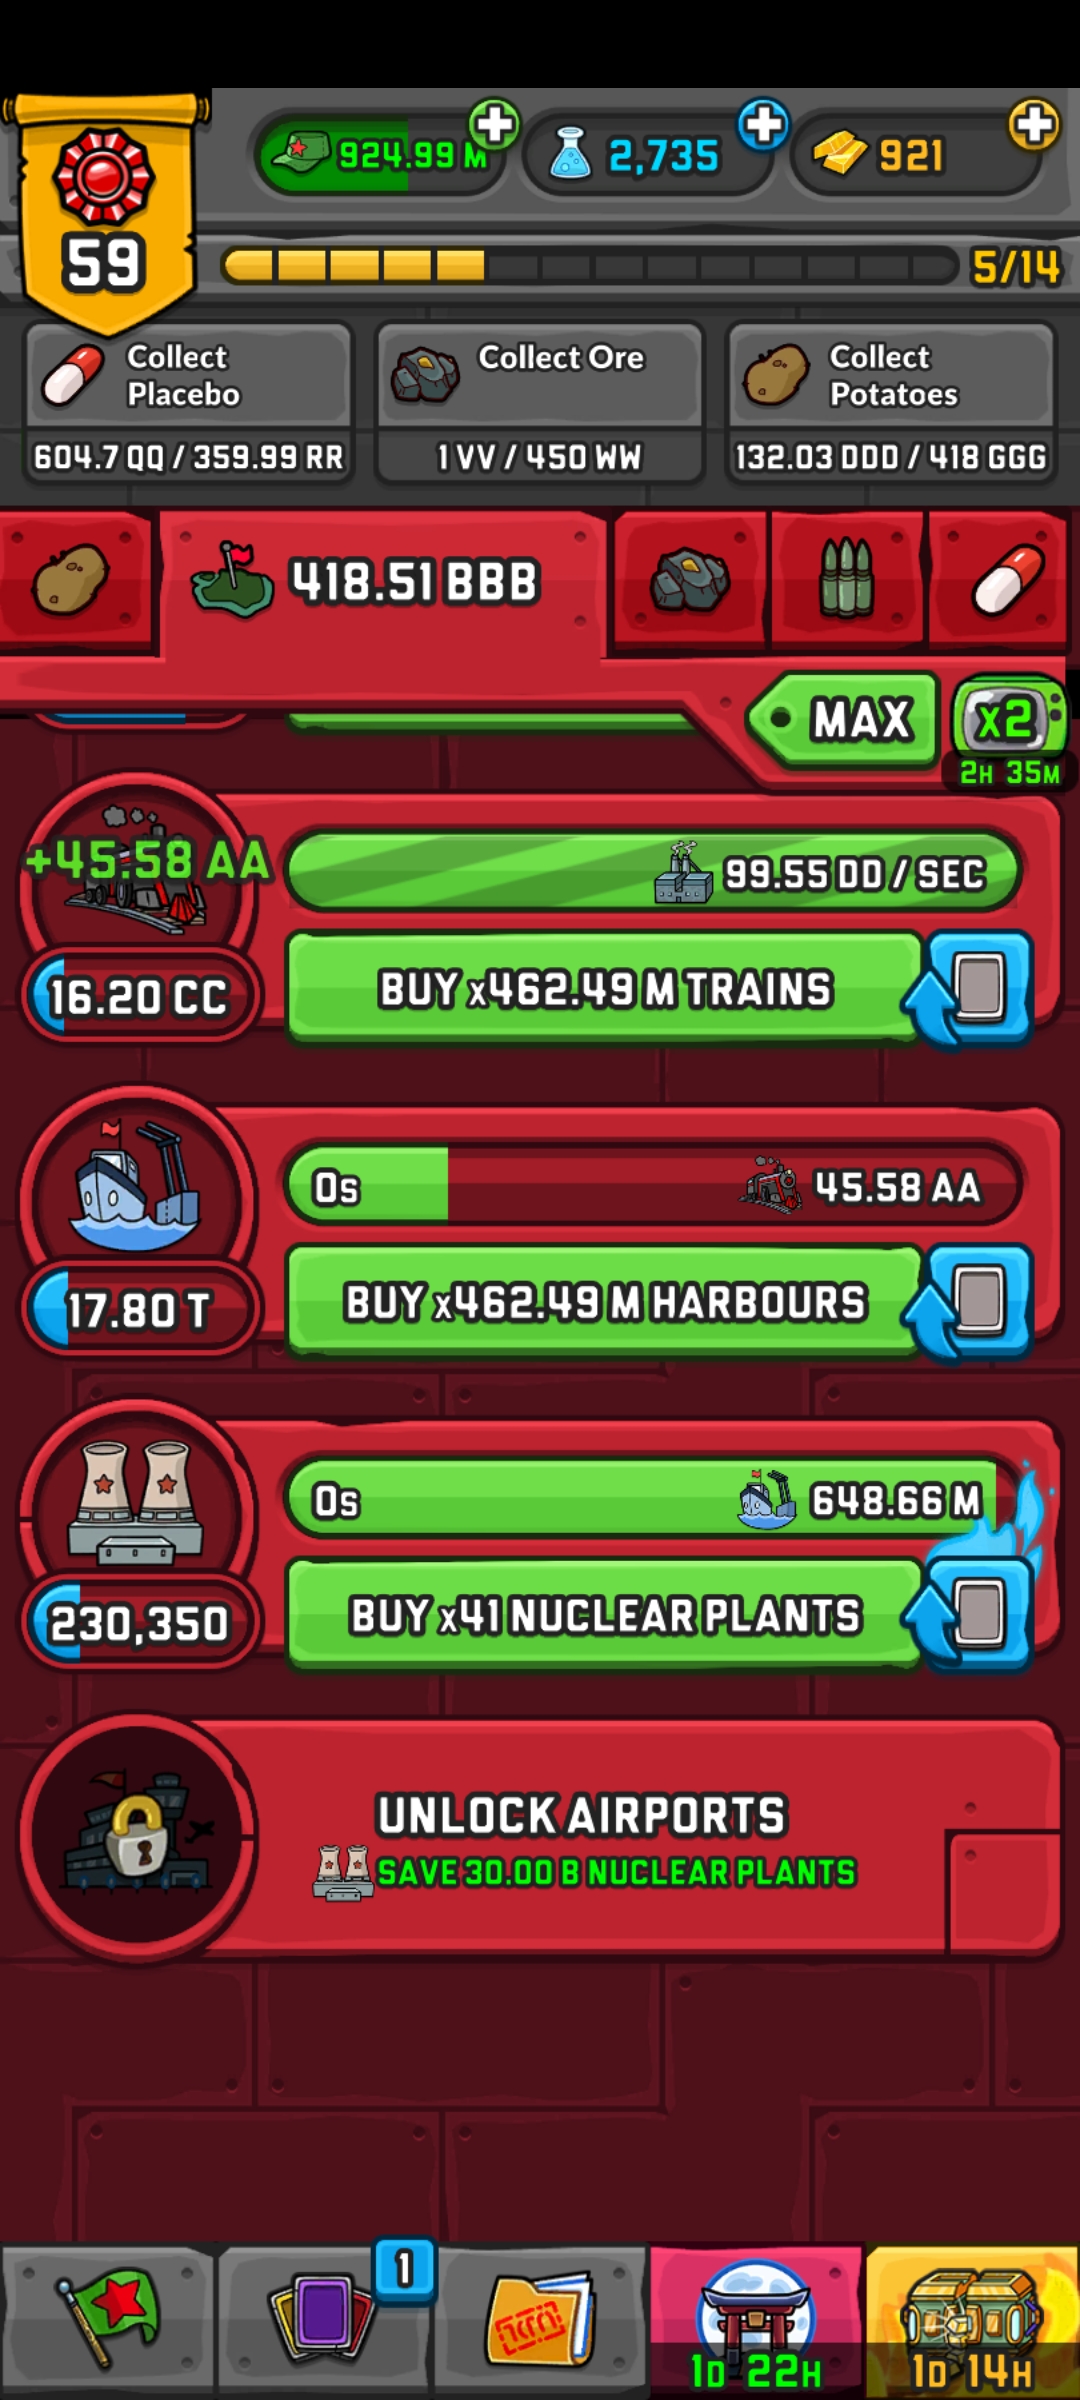 924.99 M
2,735
921
59
5/14
Collect
Placebo
604.7 QQ / 359.99 RR
Collect Ore
1 VV / 450 WW
Collect
Potatoes
132.03 DDD / 418 GGG
418.51 BBB
MAX
x2
2H 35M
+45.58 AA
99.55 DD / SEC
16.20 CC
BUY x462.49 M TRAINS
0s
45.58 AA
17.80 T
BUY x462.49 M HARBOURS
0s
648.66 M
230,350
BUY x41 NUCLEAR PLANTS
UNLOCK AIRPORTS
SAVE 30.00 B NUCLEAR PLANTS
1
1D 22H
1D 14H